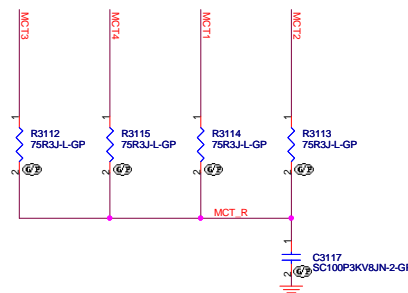 MCT3
MCT4
MCT1
MCT2
1
1
1
1
R3112
75R3J-L-GP
R3115
75R3J-L-GP
R3114
75R3J-L-GP
R3113
75R3J-L-GP
2
G/P
2
G/P
2
G/P
2
G/P
MCT_R
1
C3117
SC100P3KV8JN-2-GP
2
G/P